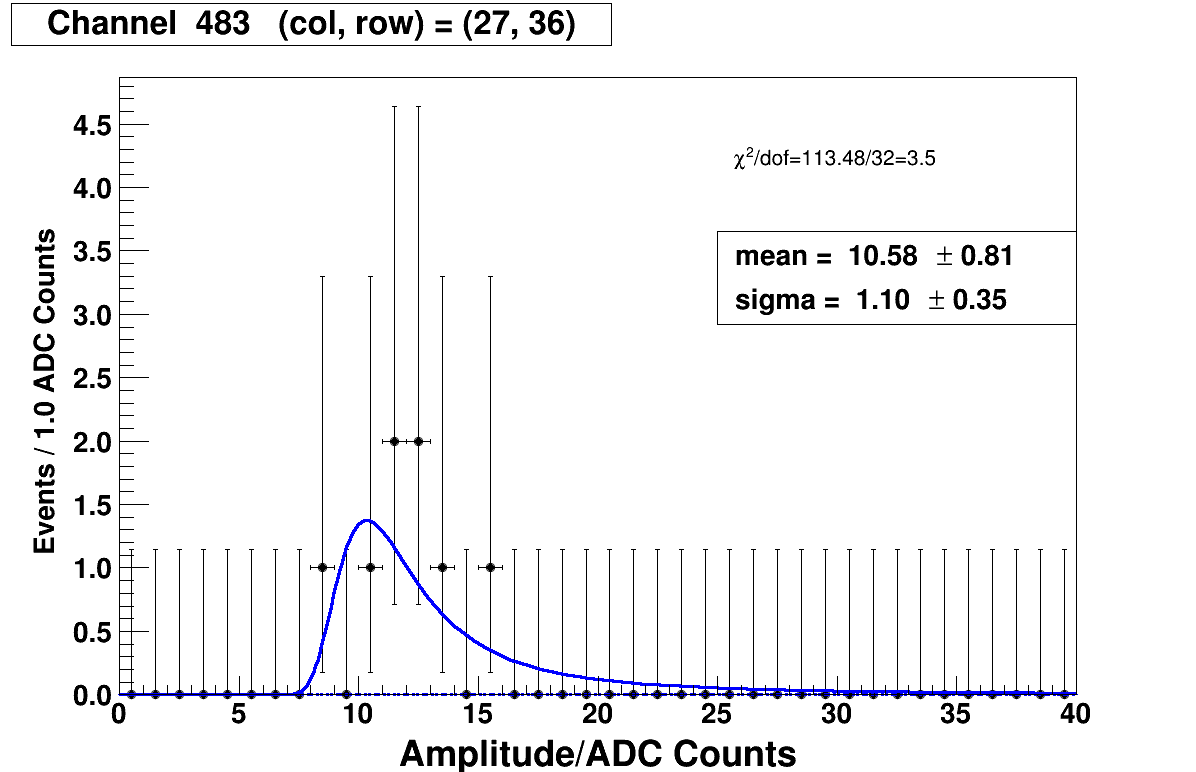 Channel 483 (col, row) = (27, 36)
4.5
4.0
3.5
3.0
2.5
2.0
1.5
1.0
0.5
0.0
Events / 1.0 ADC Counts
χ²/dof=113.48/32=3.5
mean = 10.58 ± 0.81
sigma = 1.10 ± 0.35
0 5 10 15 20 25 30 35 40
Amplitude/ADC Counts